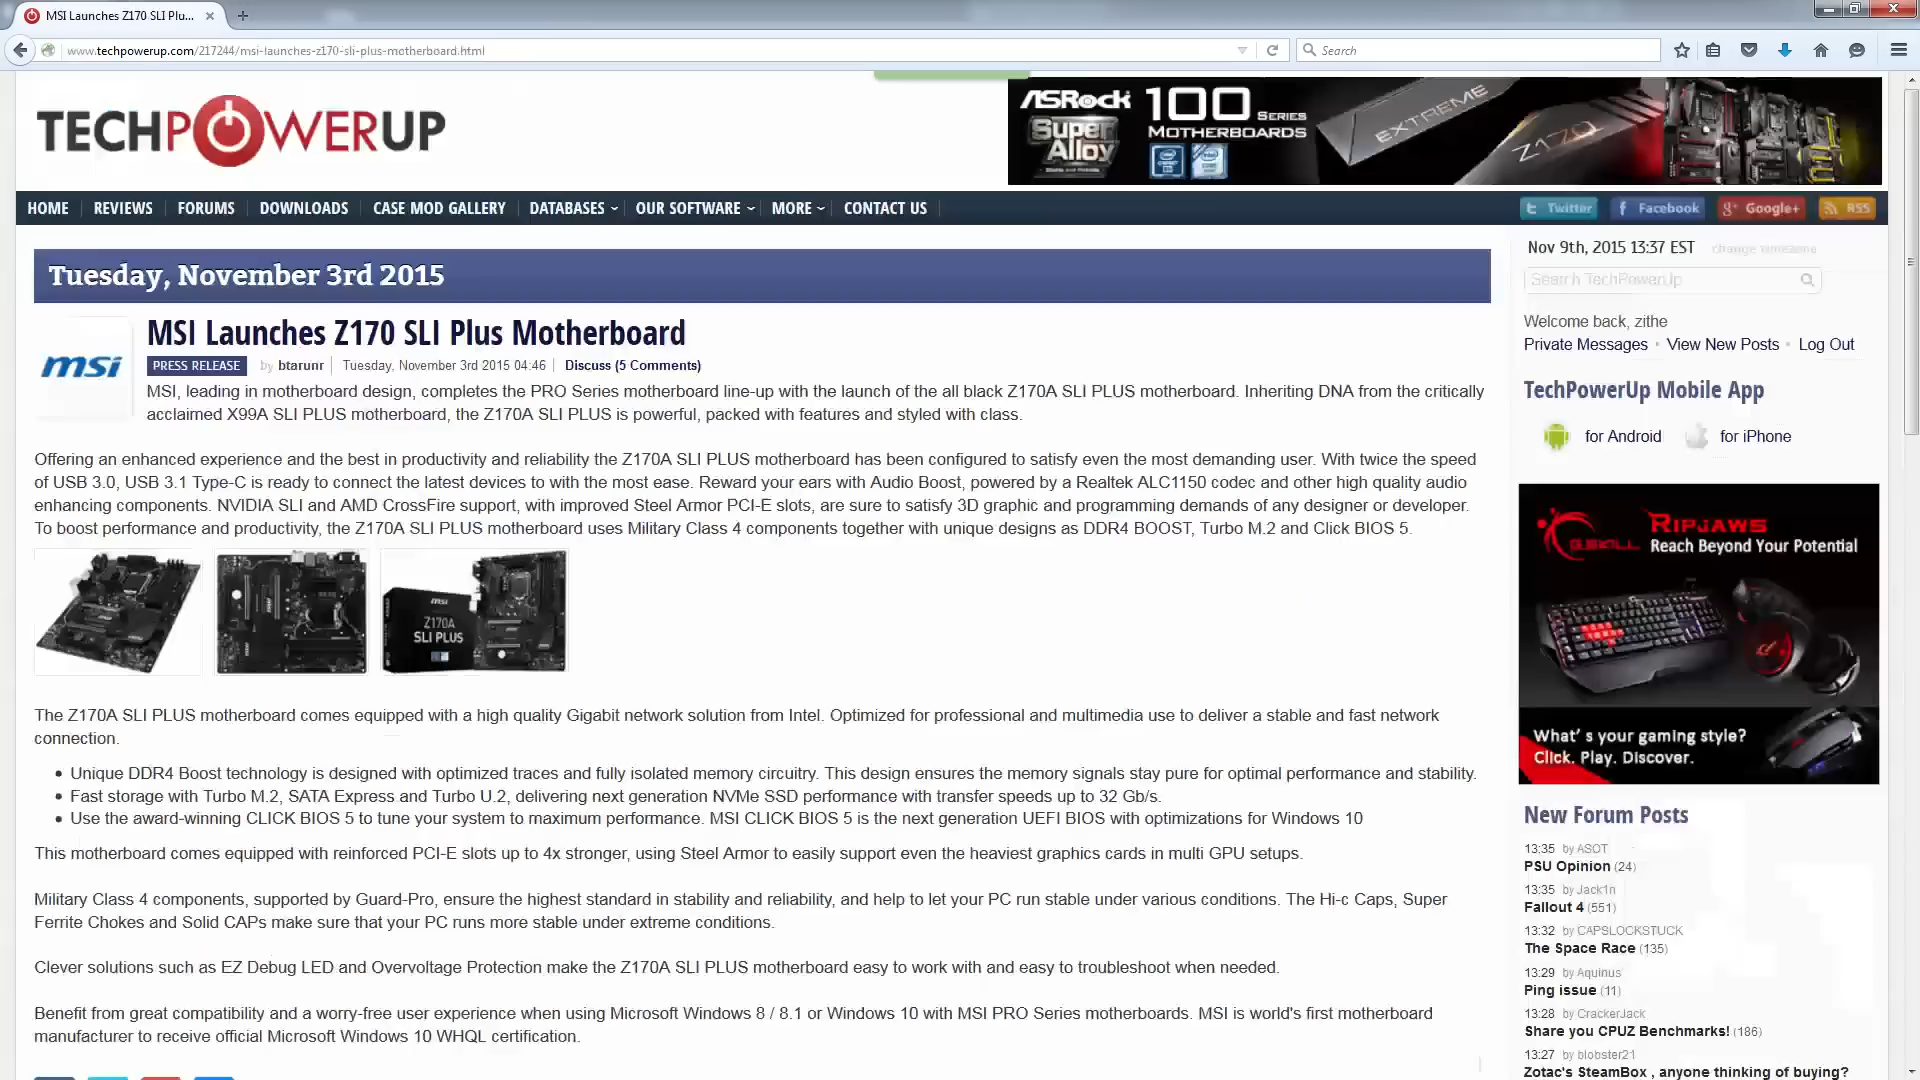 MSI Launches Z170 SLI Plu...
www.techpowerup.com/217244/msi-launches-z170-sli-plus-motherboard.html
Search
TECHPOWERUP
ASRock
Super
Alloy
100 SERIES
MOTHERBOARDS
EXTREME
Z170
HOME
REVIEWS
FORUMS
DOWNLOADS
CASE MOD GALLERY
DATABASES
OUR SOFTWARE
MORE
CONTACT US
Twitter
Facebook
Google+
RSS
Tuesday, November 3rd 2015
msi
MSI Launches Z170 SLI Plus Motherboard
PRESS RELEASE by btarunr Tuesday, November 3rd 2015 04:46 Discuss (5 Comments)
MSI, leading in motherboard design, completes the PRO Series motherboard line-up with the launch of the all black Z170A SLI PLUS motherboard. Inheriting DNA from the critically
acclaimed X99A SLI PLUS motherboard, the Z170A SLI PLUS is powerful, packed with features and styled with class.
Offering an enhanced experience and the best in productivity and reliability the Z170A SLI PLUS motherboard has been configured to satisfy even the most demanding user. With twice the speed
of USB 3.0, USB 3.1 Type-C is ready to connect the latest devices to with the most ease. Reward your ears with Audio Boost, powered by a Realtek ALC1150 codec and other high quality audio
enhancing components. NVIDIA SLI and AMD CrossFire support, with improved Steel Armor PCI-E slots, are sure to satisfy 3D graphic and programming demands of any designer or developer.
To boost performance and productivity, the Z170A SLI PLUS motherboard uses Military Class 4 components together with unique designs as DDR4 BOOST, Turbo M.2 and Click BIOS 5.
msi
Z170A
SLI PLUS
The Z170A SLI PLUS motherboard comes equipped with a high quality Gigabit network solution from Intel. Optimized for professional and multimedia use to deliver a stable and fast network
connection.
• Unique DDR4 Boost technology is designed with optimized traces and fully isolated memory circuitry. This design ensures the memory signals stay pure for optimal performance and stability.
• Fast storage with Turbo M.2, SATA Express and Turbo U.2, delivering next generation NVMe SSD performance with transfer speeds up to 32 Gb/s.
• Use the award-winning CLICK BIOS 5 to tune your system to maximum performance. MSI CLICK BIOS 5 is the next generation UEFI BIOS with optimizations for Windows 10
This motherboard comes equipped with reinforced PCI-E slots up to 4x stronger, using Steel Armor to easily support even the heaviest graphics cards in multi GPU setups.
Military Class 4 components, supported by Guard-Pro, ensure the highest standard in stability and reliability, and help to let your PC run stable under various conditions. The Hi-c Caps, Super
Ferrite Chokes and Solid CAPs make sure that your PC runs more stable under extreme conditions.
Clever solutions such as EZ Debug LED and Overvoltage Protection make the Z170A SLI PLUS motherboard easy to work with and easy to troubleshoot when needed.
Benefit from great compatibility and a worry-free user experience when using Microsoft Windows 8 / 8.1 or Windows 10 with MSI PRO Series motherboards. MSI is world's first motherboard
manufacturer to receive official Microsoft Windows 10 WHQL certification.
Nov 9th, 2015 13:37 EST change timezone
Search TechPowerUp
Welcome back, zithe
Private Messages • View New Posts • Log Out
TechPowerUp Mobile App
for Android
for iPhone
G.SKILL
RIPJAWS
Reach Beyond Your Potential
What's your gaming style?
Click. Play. Discover.
New Forum Posts
13:35 by ASOT
PSU Opinion (24)
13:35 by Jack1n
Fallout 4 (551)
13:32 by CAPSLOCKSTUCK
The Space Race (135)
13:29 by Aquinus
Ping issue (11)
13:28 by CrackerJack
Share you CPUZ Benchmarks! (186)
13:27 by blobster21
Zotac's SteamBox , anyone thinking of buying?